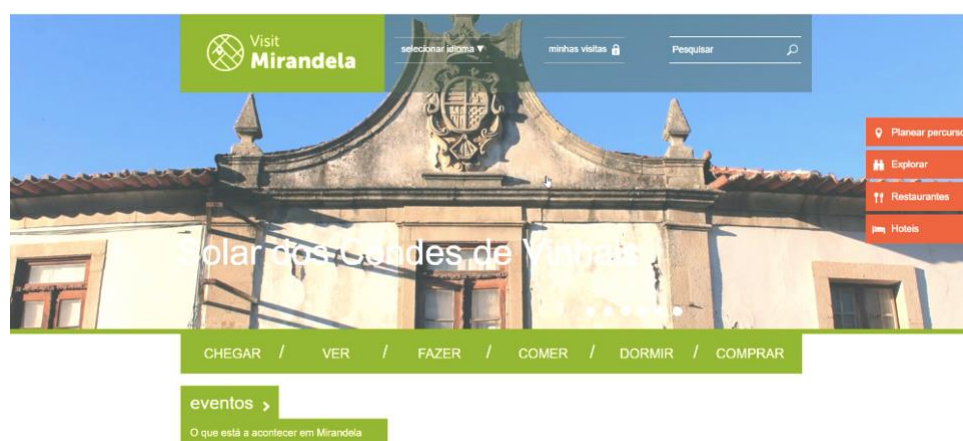 Visit
Mirandela
selecionar idioma
minhas visitas
Pesquisar
Planear percurso
Explorar
Restaurantes
Hoteis
Solar dos Condes de Vinhais
CHEGAR / VER / FAZER / COMER / DORMIR / COMPRAR
eventos
O que está a acontecer em Mirandela